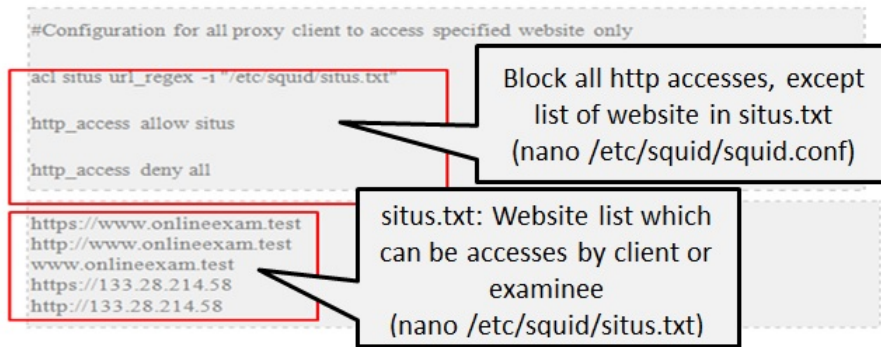 #Configuration for all proxy client to access specified website only
acl situs url_regex -i "/etc/squid/situs.txt"
http_access allow situs
http_access deny all
Block all http accesses, except
list of website in situs.txt
(nano /etc/squid/squid.conf)
https://www.onlineexam.test
http://www.onlineexam.test
www.onlineexam.test
https://133.28.214.58
http://133.28.214.58
situs.txt: Website list which
can be accesses by client or
examinee
(nano /etc/squid/situs.txt)